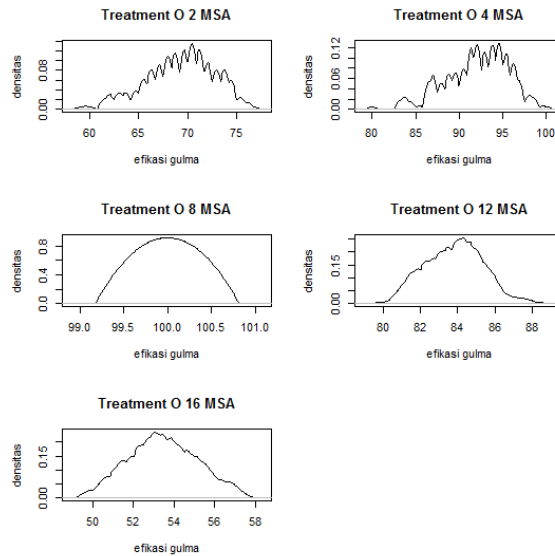 Treatment O 2 MSA
densitas
0.00 0.08
60 65 70 75
efikasi gulma
Treatment O 4 MSA
densitas
0.00 0.06 0.12
80 85 90 95 100
efikasi gulma
Treatment O 8 MSA
densitas
0.0 0.4 0.8
99.0 99.5 100.0 100.5 101.0
efikasi gulma
Treatment O 12 MSA
densitas
0.00 0.15
80 82 84 86 88
efikasi gulma
Treatment O 16 MSA
densitas
0.00 0.15
50 52 54 56 58
efikasi gulma